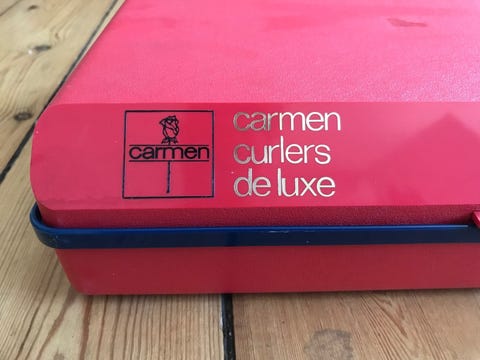 carmen
carmen
curlers
de luxe